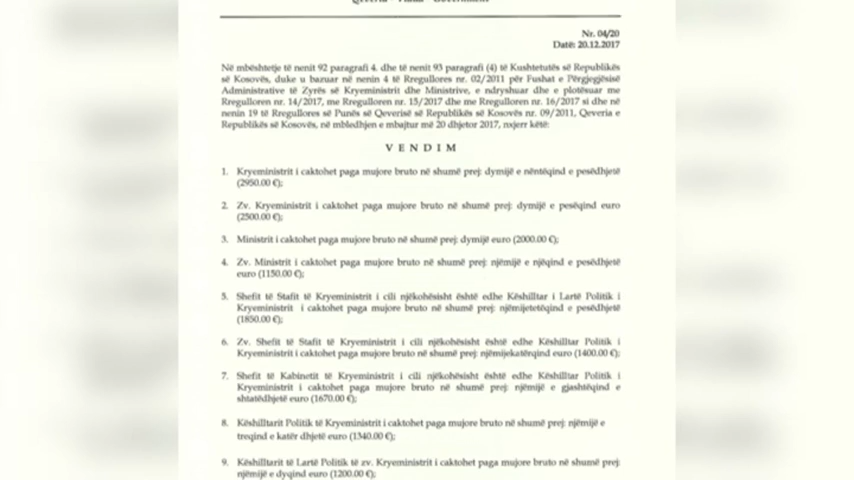 Qeveria - Vlada - Government
Nr. 04/20
Datë: 20.12.2017
Në mbështetje të nenit 92 paragrafi 4. dhe të nenit 93 paragrafi (4) të Kushtetutës së Republikës
së Kosovës, duke u bazuar në nenin 4 të Rregullores nr. 02/2011 për Fushat e Përgjegjësisë
Administrative të Zyrës së Kryeministrit dhe Ministrive, e ndryshuar dhe e plotësuar me
Rregulloren nr. 14/2017, me Rregulloren nr. 15/2017 dhe me Rregulloren nr. 16/2017 si dhe në
nenin 19 të Rregullores së Punës së Qeverisë së Republikës së Kosovës nr. 09/2011, Qeveria e
Republikës së Kosovës, në mbledhjen e mbajtur më 20 dhjetor 2017, nxjerr këtë:
V E N D I M
1. Kryeministrit i caktohet paga mujore bruto në shumë prej: dymijë e nëntëqind e pesëdhjetë
(2950.00 €);
2. Zv. Kryeministrit i caktohet paga mujore bruto në shumë prej: dymijë e pesëqind euro
(2500.00 €);
3. Ministrit i caktohet paga mujore bruto në shumë prej: dymijë euro (2000.00 €);
4. Zv. Ministrit i caktohet paga mujore bruto në shumë prej: njëmijë e njëqind e pesëdhjetë
euro (1150.00 €);
5. Shefit të Stafit të Kryeministrit i cili njëkohësisht është edhe Këshilltar i Lartë Politik i
Kryeministrit i caktohet paga mujore bruto në shumë prej: njëmijetetëqind e pesëdhjetë
(1850.00 €);
6. Zv. Shefit të Stafit të Kryeministrit i cili njëkohësisht është edhe Këshilltar Politik i
Kryeministrit i caktohet paga mujore bruto në shumë prej: njëmijëkatërqind euro (1400.00 €);
7. Shefit të Kabinetit të Kryeministrit i cili njëkohësisht është edhe Këshilltar Politik i
Kryeministrit i caktohet paga mujore bruto në shumë prej: njëmijë e gjashtëqind e
shtatëdhjetë euro (1670.00 €);
8. Këshilltarit Politik të Kryeministrit i caktohet paga mujore bruto në shumë prej: njëmijë e
treqind e katër dhjetë euro (1340.00 €);
9. Këshilltarit të Lartë Politik të zv. Kryeministrit i caktohet paga mujore bruto në shumë prej:
njëmijë e dyqind euro (1200.00 €);